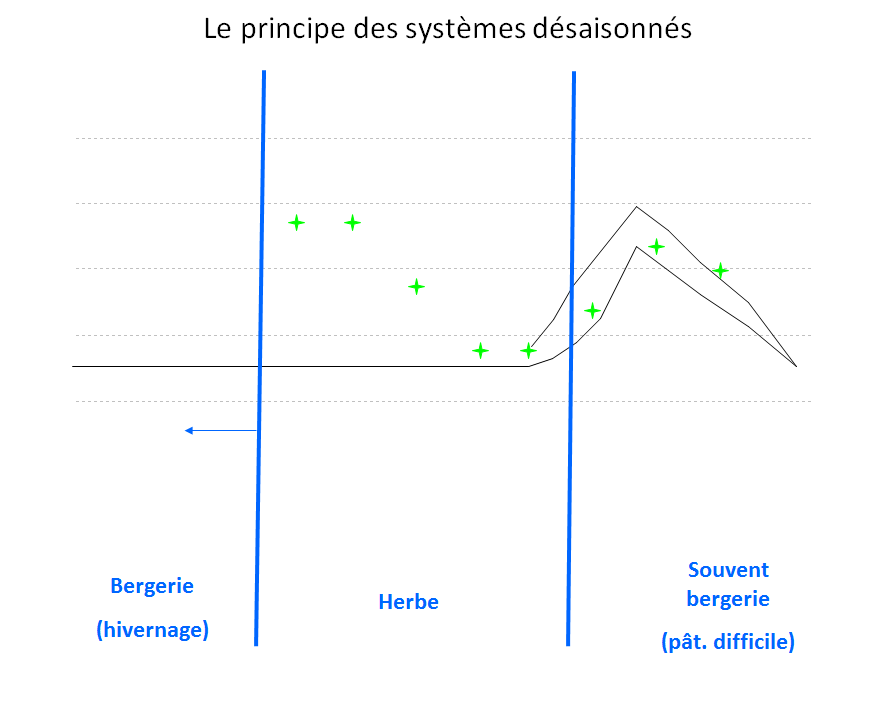 Le principe des systèmes désaisonnés
Bergerie
(hivernage)
Herbe
Souvent
bergerie
(pât. difficile)